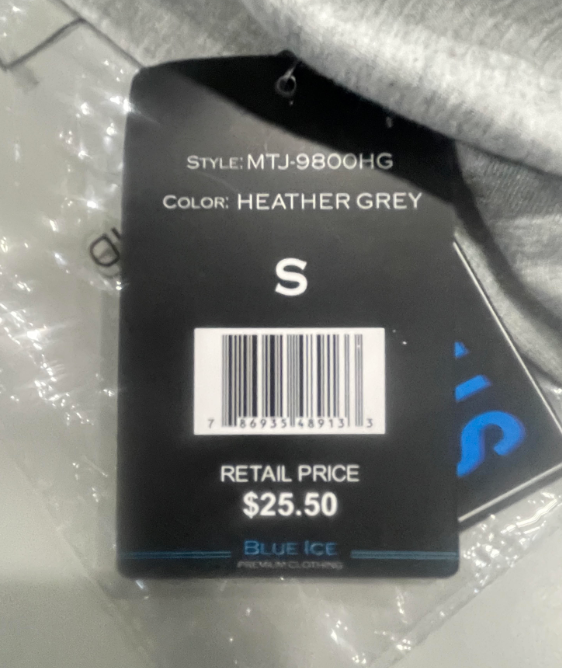 STYLE: MTJ-9800HG
COLOR: HEATHER GREY
S
7 86935 48913 3
RETAIL PRICE
$25.50
BLUE ICE
PREMIUM CLOTHING